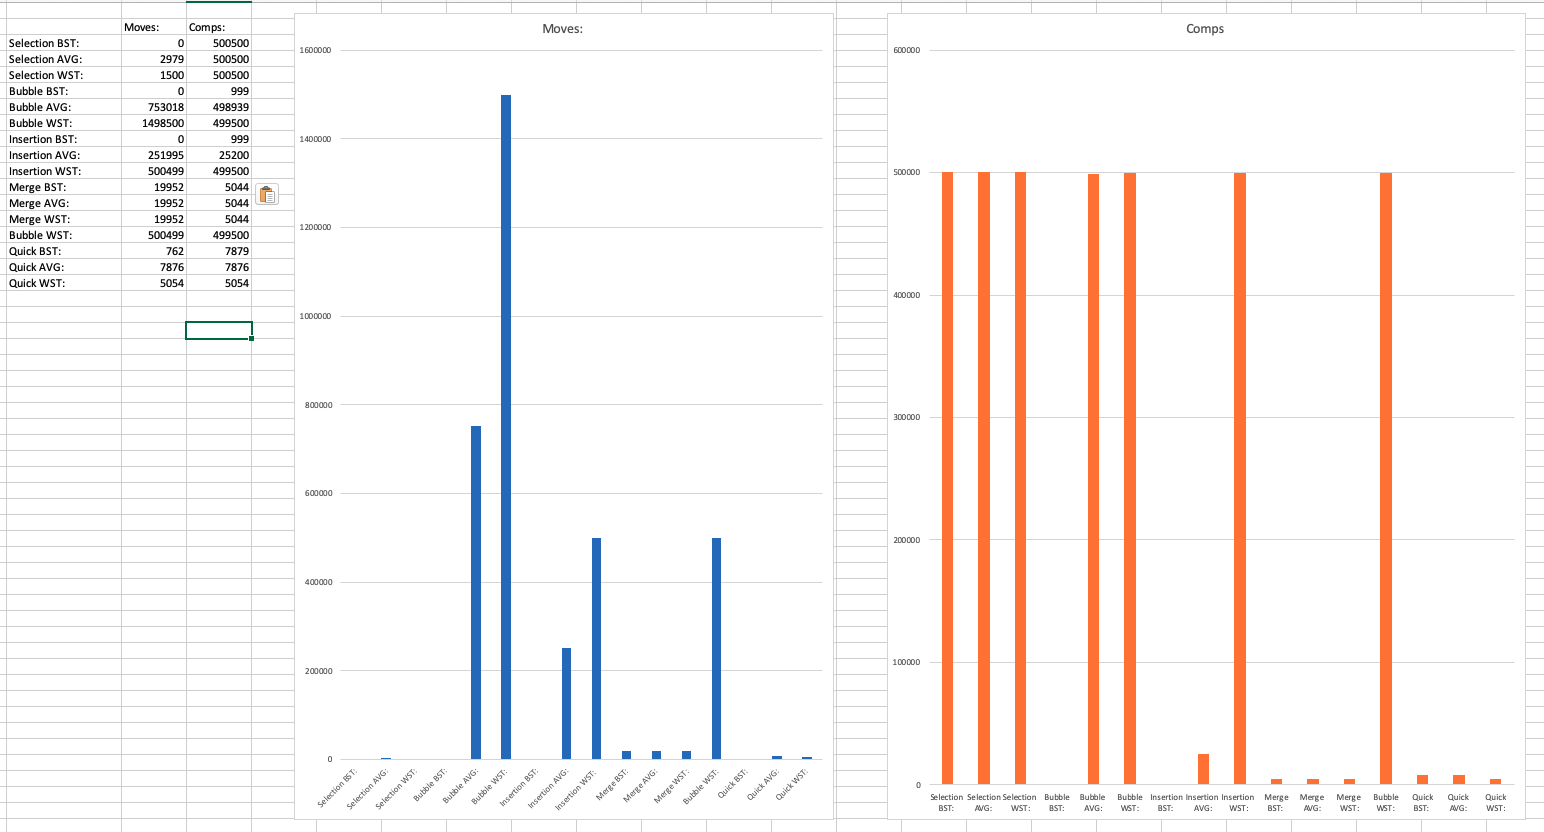 Moves: Comps:
Selection BST: 0 500500
Selection AVG: 2979 500500
Selection WST: 1500 500500
Bubble BST: 0 999
Bubble AVG: 753018 498939
Bubble WST: 1498500 499500
Insertion BST: 0 999
Insertion AVG: 251995 25200
Insertion WST: 500499 499500
Merge BST: 19952 5044
Merge AVG: 19952 5044
Merge WST: 19952 5044
Bubble WST: 500499 499500
Quick BST: 762 7879
Quick AVG: 7876 7876
Quick WST: 5054 5054
Moves:
1600000
1400000
1200000
1000000
800000
600000
400000
200000
0
Selection BST: Selection AVG: Selection WST: Bubble BST: Bubble AVG: Bubble WST: Insertion BST: Insertion AVG: Insertion WST: Merge BST: Merge AVG: Merge WST: Bubble WST: Quick BST: Quick AVG: Quick WST:
Comps
600000
500000
400000
300000
200000
100000
0
Selection Selection Selection Bubble Bubble Bubble Insertion Insertion Insertion Merge Merge Merge Bubble Quick Quick Quick
BST: AVG: WST: BST: AVG: WST: BST: AVG: WST: BST: AVG: WST: WST: BST: AVG: WST: